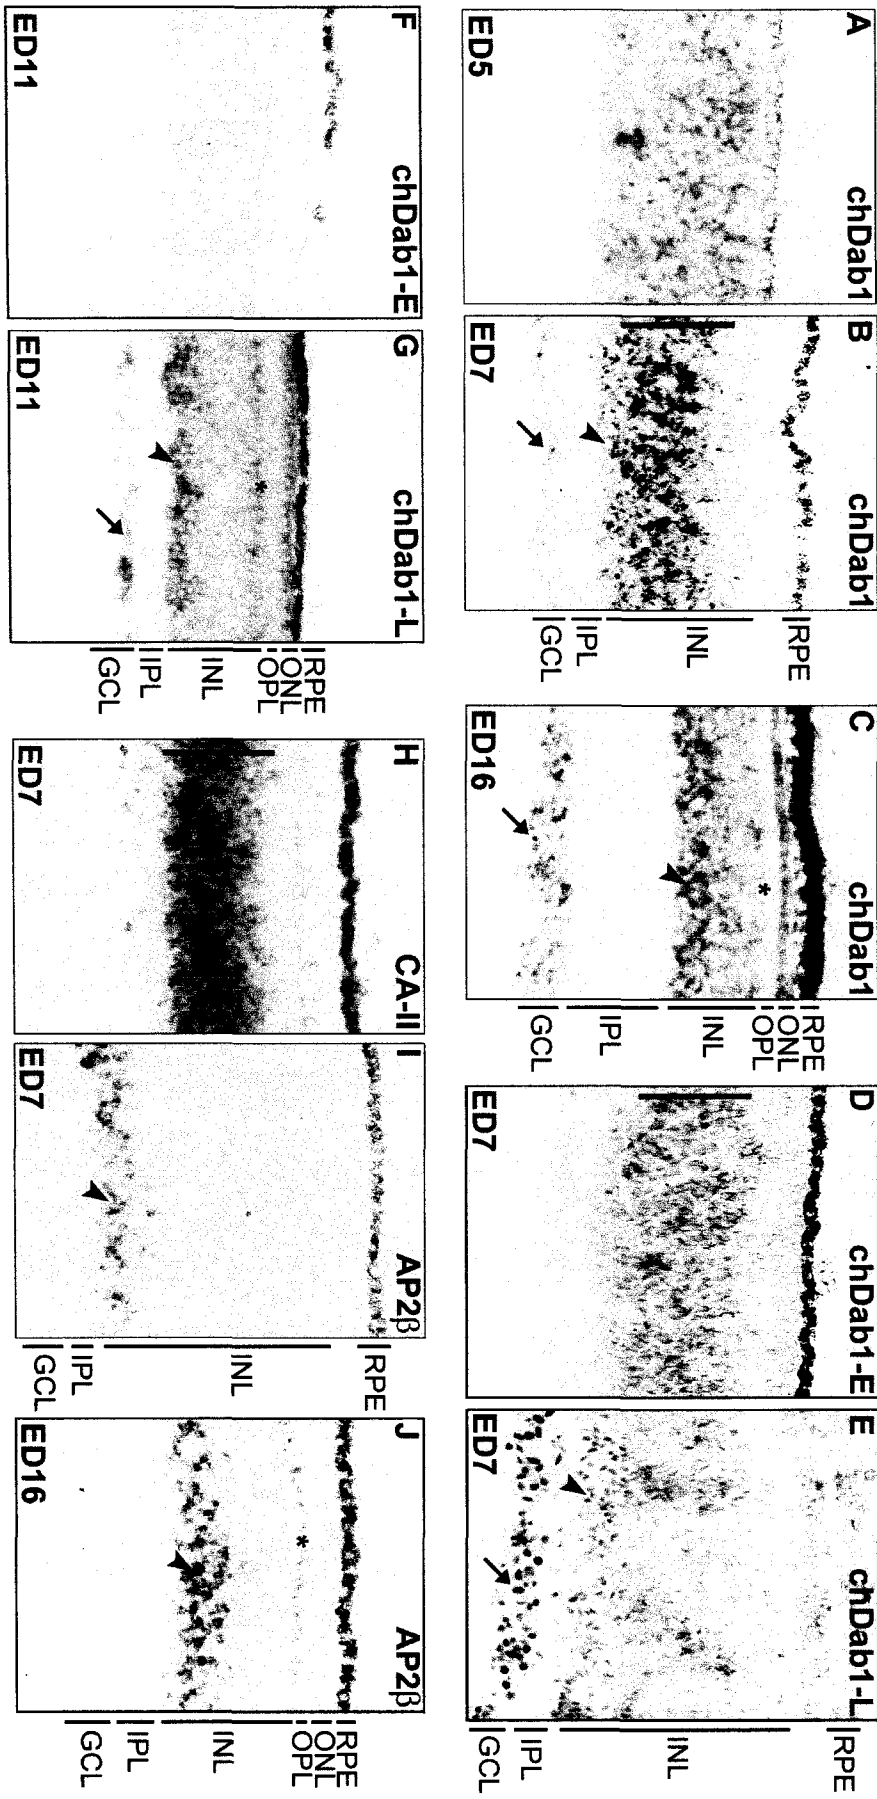 A chDab1
ED5
B chDab1
ED7
RPE
INL
IPL
GCL
C chDab1
*
ED16
RPE
ONL
OPL
INL
IPL
GCL
D chDab1-E
ED7
E chDab1-L
ED7
RPE
INL
IPL
GCL
F chDab1-E
ED11
G chDab1-L
*
ED11
RPE
ONL
OPL
INL
IPL
GCL
H CA-II
ED7
I AP2β
ED7
RPE
INL
IPL
GCL
J AP2β
*
ED16
RPE
ONL
OPL
INL
IPL
GCL